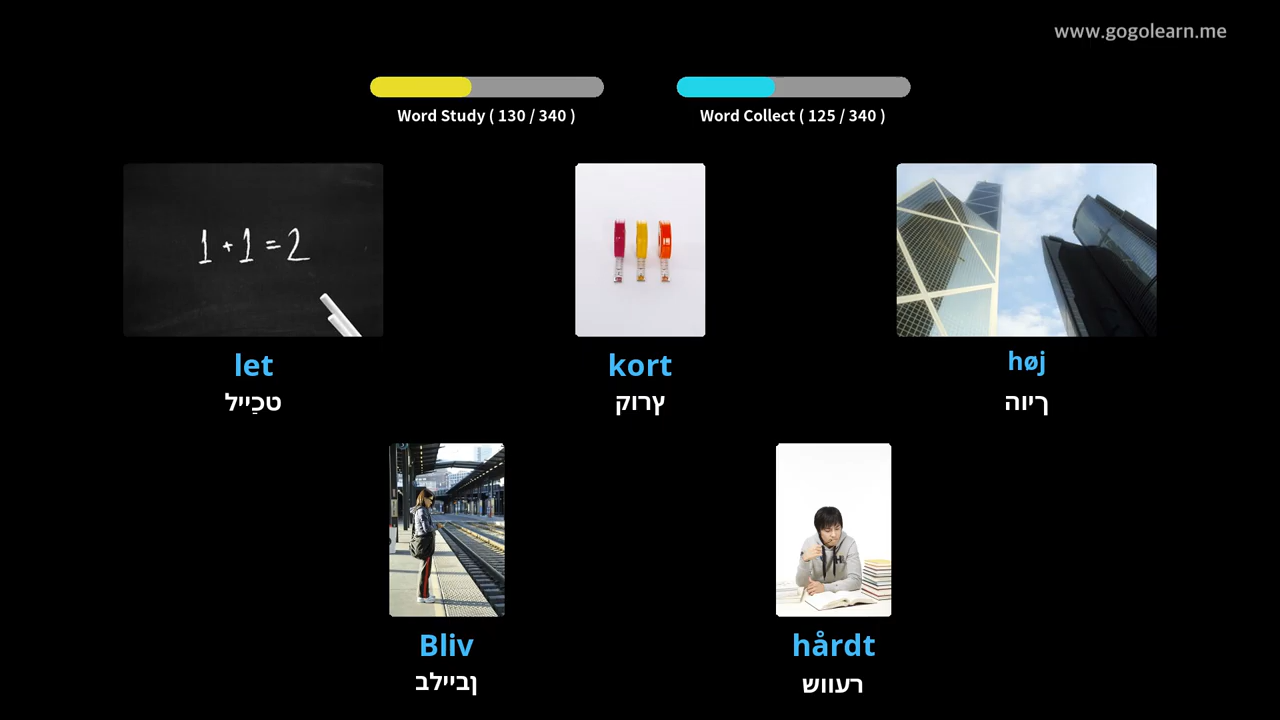 www.gogolearn.me
Word Study ( 130 / 340 )
Word Collect ( 125 / 340 )
let
kort
høj
טכַייל
ץרוק
ךיוה
Bliv
hårdt
ןביילב
רעווש
1 + 1 = 2